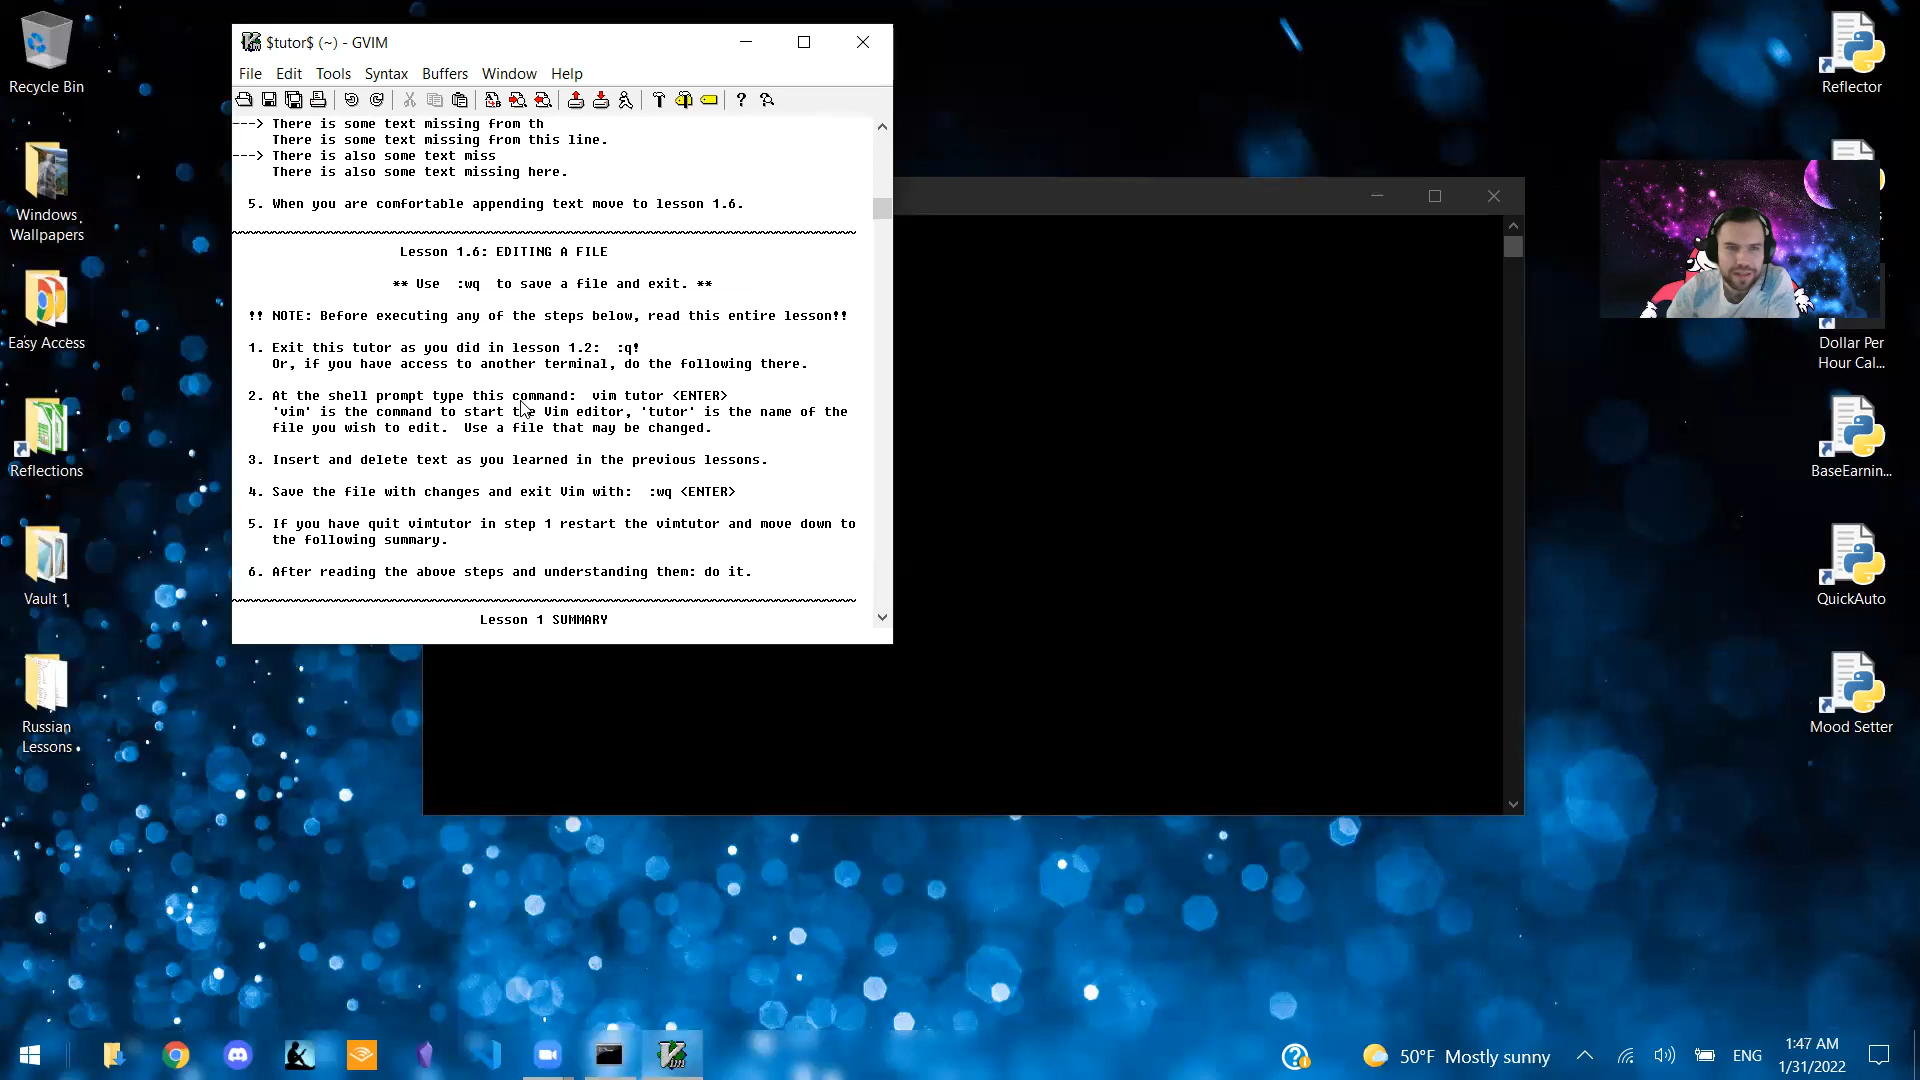 Recycle Bin
Windows
Wallpapers
Easy Access
Reflections
Vault 1
Russian
Lessons
$tutor$ (~) - GVIM
File Edit Tools Syntax Buffers Window Help
---> There is some text missing from th
There is some text missing from this line.
---> There is also some text miss
There is also some text missing here.
5. When you are comfortable appending text move to lesson 1.6.
Lesson 1.6: EDITING A FILE
** Use :wq to save a file and exit. **
!! NOTE: Before executing any of the steps below, read this entire lesson!!
1. Exit this tutor as you did in lesson 1.2: :q!
Or, if you have access to another terminal, do the following there.
2. At the shell prompt type this command: vim tutor <ENTER>
'vim' is the command to start the Vim editor, 'tutor' is the name of the
file you wish to edit. Use a file that may be changed.
3. Insert and delete text as you learned in the previous lessons.
4. Save the file with changes and exit Vim with: :wq <ENTER>
5. If you have quit vimtutor in step 1 restart the vimtutor and move down to
the following summary.
6. After reading the above steps and understanding them: do it.
Lesson 1 SUMMARY
Reflector
Dollar Per
Hour Cal...
BaseEarnin...
QuickAuto
Mood Setter
50°F Mostly sunny
ENG
1:47 AM
1/31/2022